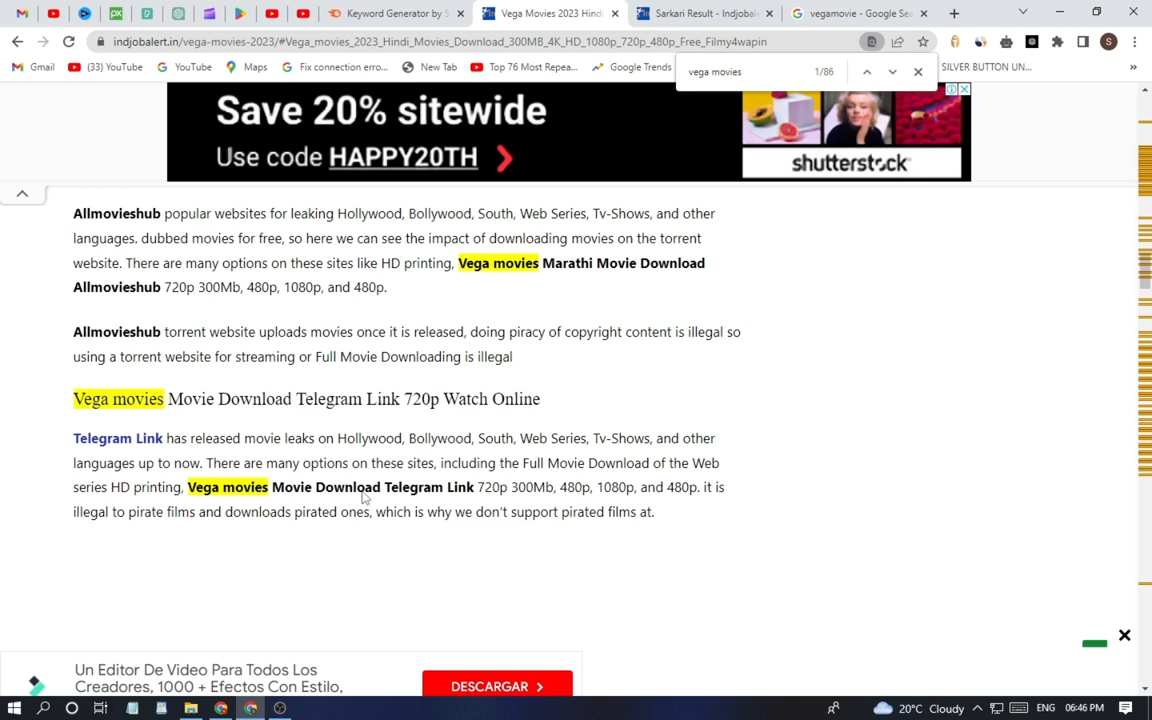 Keyword Generator by S
Vega Movies 2023 Hindi
Sarkari Result - Indjobal
vegamovie - Google Sea
indjobalert.in/vega-movies-2023/#Vega_movies_2023_Hindi_Movies_Download_300MB_4K_HD_1080p_720p_480p_Free_Filmy4wapin
S
Gmail
(33) YouTube
YouTube
Maps
Fix connection erro...
New Tab
Top 76 Most Repea...
Google Trends
SILVER BUTTON UN...
vega movies 1/86
Save 20% sitewide
Use code HAPPY20TH
shutterstock
Allmovieshub popular websites for leaking Hollywood, Bollywood, South, Web Series, Tv-Shows, and other
languages. dubbed movies for free, so here we can see the impact of downloading movies on the torrent
website. There are many options on these sites like HD printing, Vega movies Marathi Movie Download
Allmovieshub 720p 300Mb, 480p, 1080p, and 480p.
Allmovieshub torrent website uploads movies once it is released, doing piracy of copyright content is illegal so
using a torrent website for streaming or Full Movie Downloading is illegal
Vega movies Movie Download Telegram Link 720p Watch Online
Telegram Link has released movie leaks on Hollywood, Bollywood, South, Web Series, Tv-Shows, and other
languages up to now. There are many options on these sites, including the Full Movie Download of the Web
series HD printing, Vega movies Movie Download Telegram Link 720p 300Mb, 480p, 1080p, and 480p. it is
illegal to pirate films and downloads pirated ones, which is why we don't support pirated films at.
Un Editor De Video Para Todos Los
Creadores, 1000 + Efectos Con Estilo,
DESCARGAR
20°C Cloudy
ENG
06:46 PM